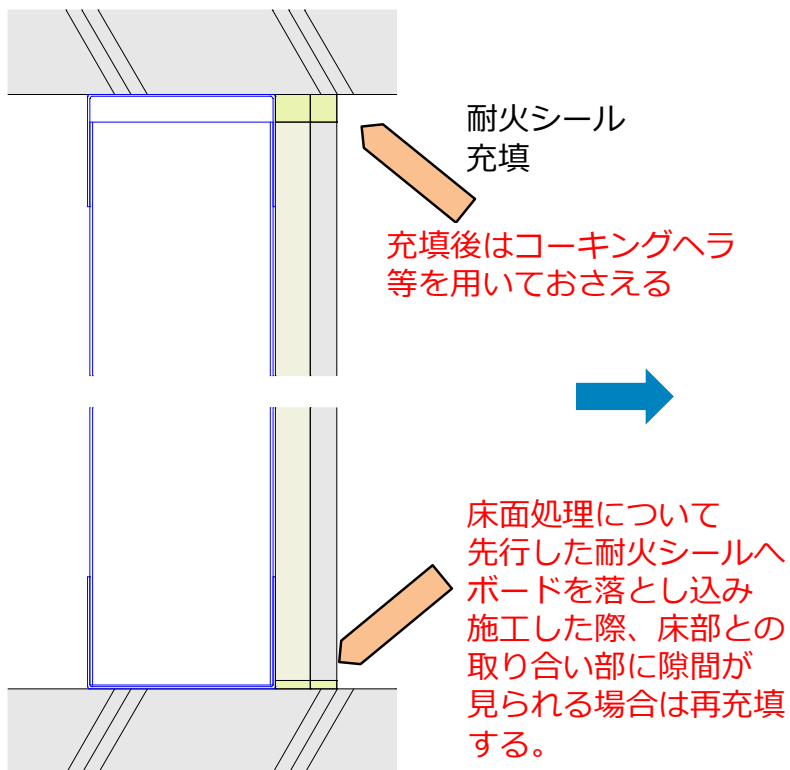 耐火シール
充填
充填後はコーキングヘラ
等を用いておさえる
床面処理について
先行した耐火シールへ
ボードを落とし込み
施工した際、床部との
取り合い部に隙間が
見られる場合は再充填
する。